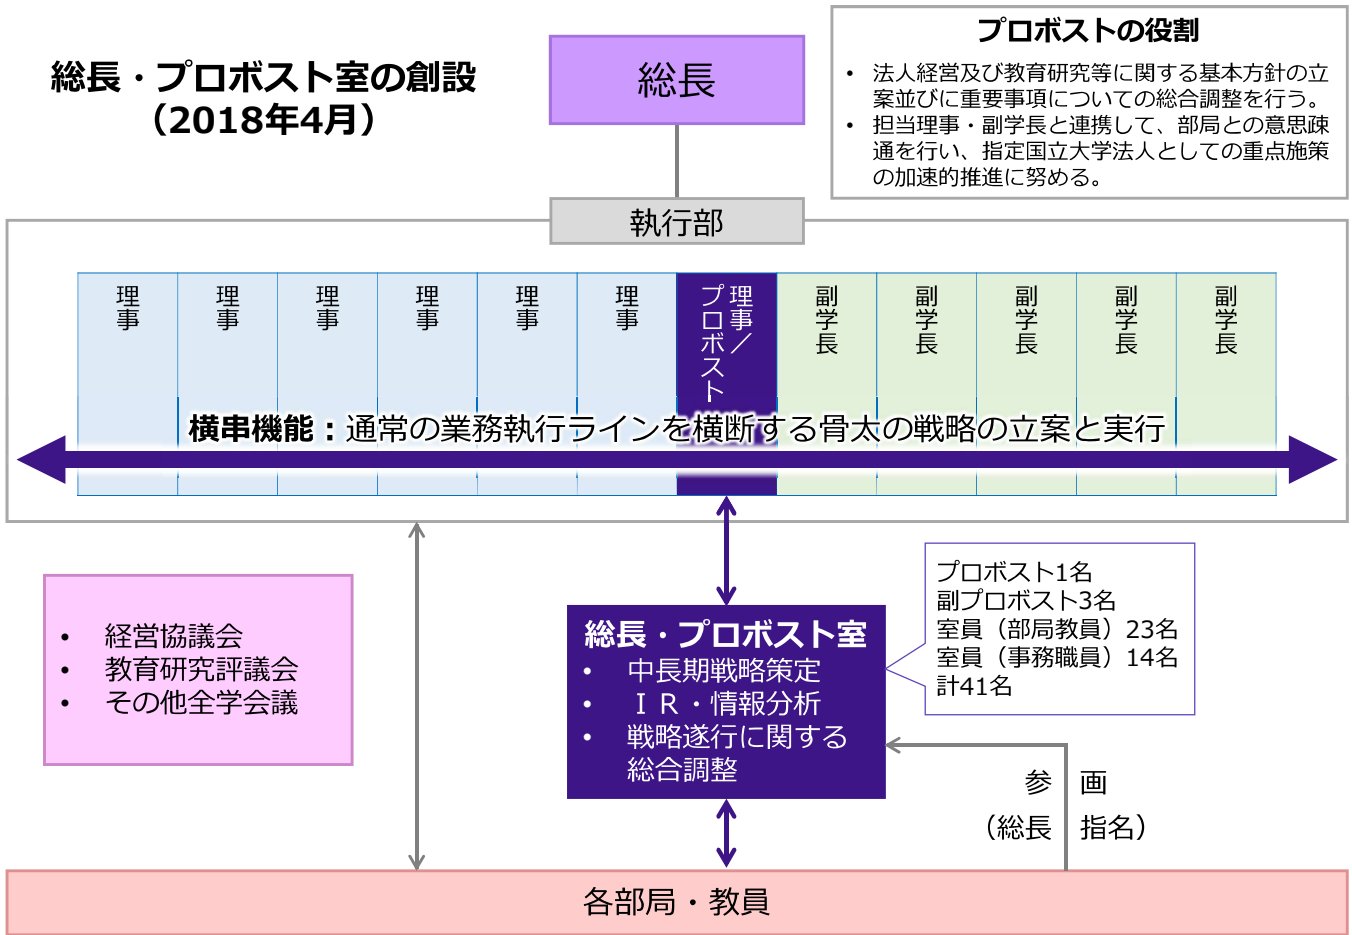 総長・プロボスト室の創設
（2018年4月）
総長
プロボストの役割
• 法人経営及び教育研究等に関する基本方針の立
案並びに重要事項についての総合調整を行う。
• 担当理事・副学長と連携して、部局との意思疎
通を行い、指定国立大学法人としての重点施策
の加速的推進に努める。
執行部
理事
理事
理事
理事
理事
理事
理事／
プロボスト
副学長
副学長
副学長
副学長
副学長
横串機能：通常の業務執行ラインを横断する骨太の戦略の立案と実行
• 経営協議会
• 教育研究評議会
• その他全学会議
総長・プロボスト室
• 中長期戦略策定
• ＩＲ・情報分析
• 戦略遂行に関する
総合調整
プロボスト1名
副プロボスト3名
室員（部局教員）23名
室員（事務職員）14名
計41名
参　画
（総長　指名）
各部局・教員